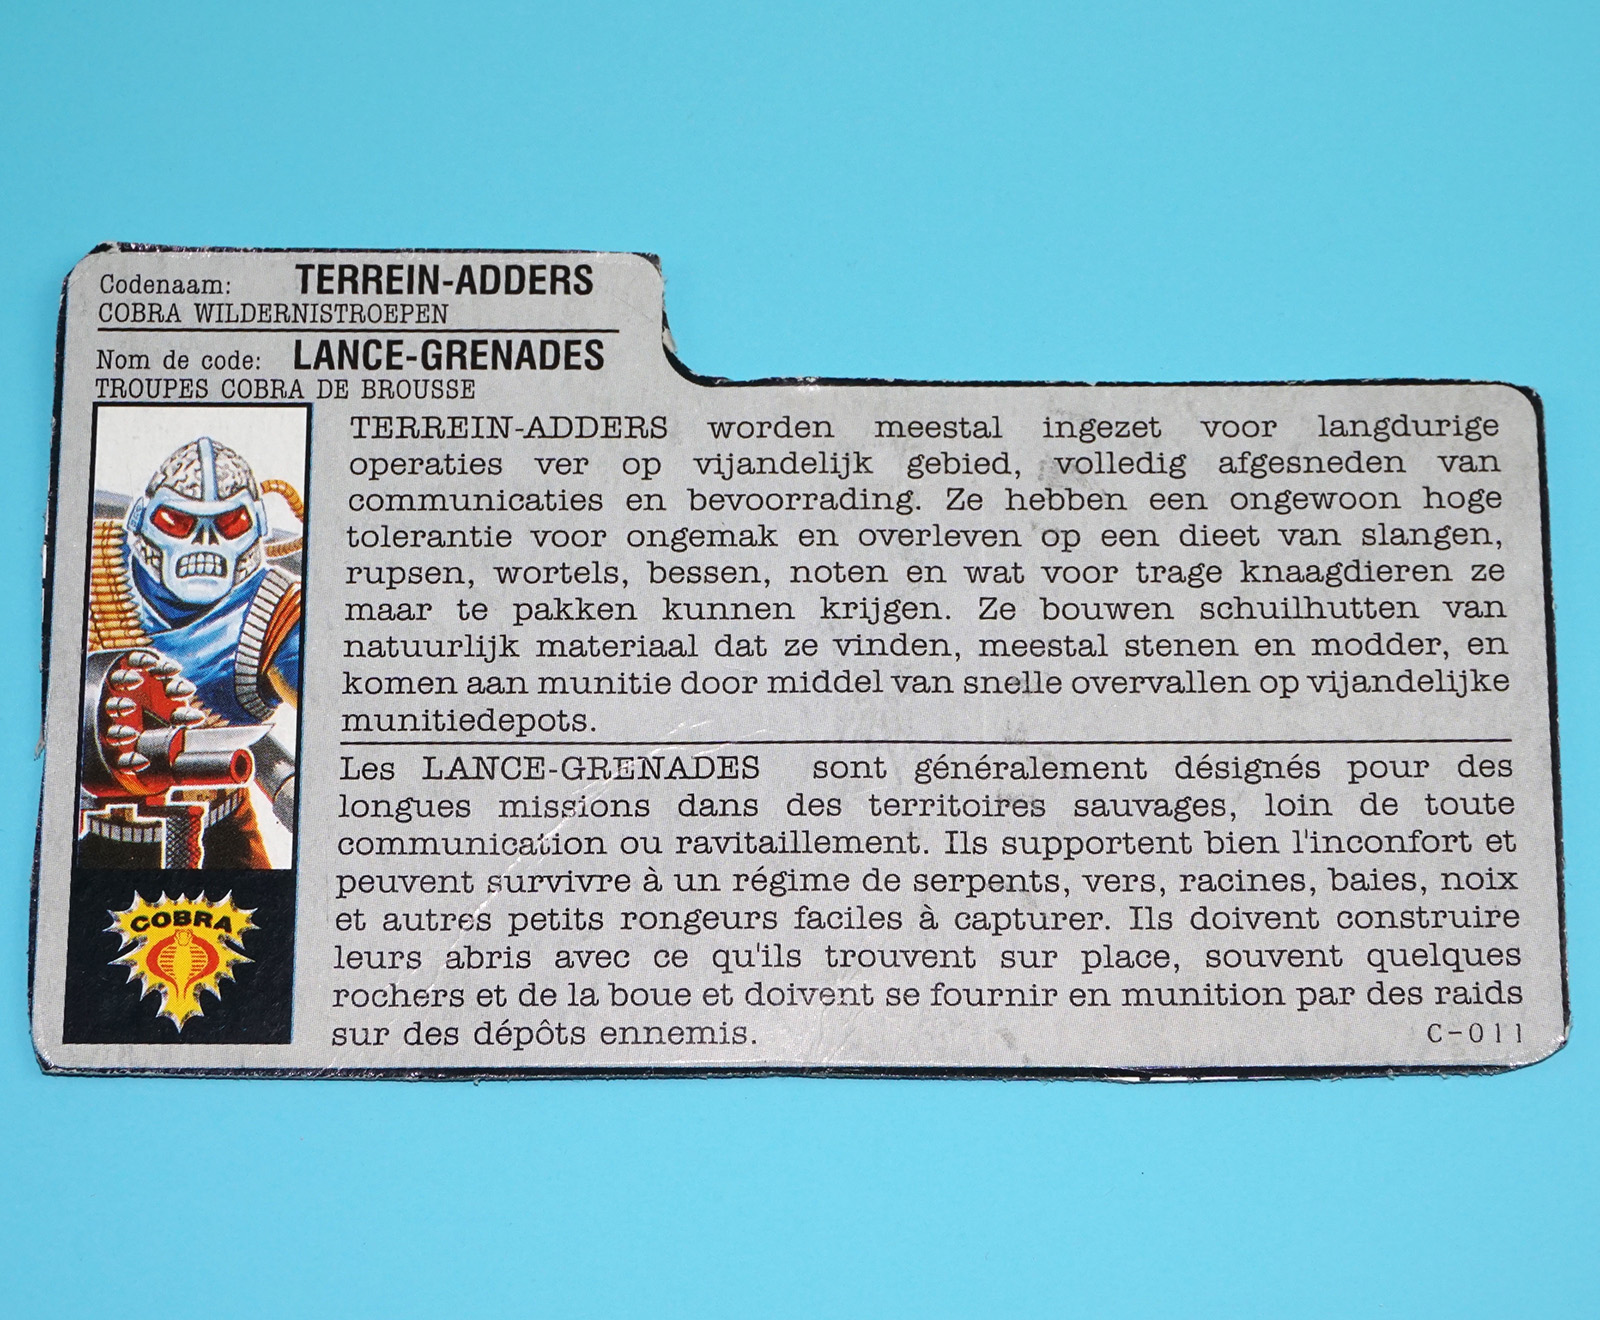 Codenaam: TERREIN-ADDERS
COBRA WILDERNISTROEPEN
Nom de code: LANCE-GRENADES
TROUPES COBRA DE BROUSSE
TERREIN-ADDERS worden meestal ingezet voor langdurige
operaties ver op vijandelijk gebied, volledig afgesneden van
communicaties en bevoorrading. Ze hebben een ongewoon hoge
tolerantie voor ongemak en overleven op een dieet van slangen,
rupsen, wortels, bessen, noten en wat voor trage knaagdieren ze
maar te pakken kunnen krijgen. Ze bouwen schuilhutten van
natuurlijk materiaal dat ze vinden, meestal stenen en modder, en
komen aan munitie door middel van snelle overvallen op vijandelijke
munitiedepots.
Les LANCE-GRENADES sont généralement désignés pour des
longues missions dans des territoires sauvages, loin de toute
communication ou ravitaillement. Ils supportent bien l'inconfort et
peuvent survivre à un régime de serpents, vers, racines, baies, noix
et autres petits rongeurs faciles à capturer. Ils doivent construire
leurs abris avec ce qu'ils trouvent sur place, souvent quelques
rochers et de la boue et doivent se fournir en munition par des raids
sur des dépôts ennemis.
C-011
COBRA